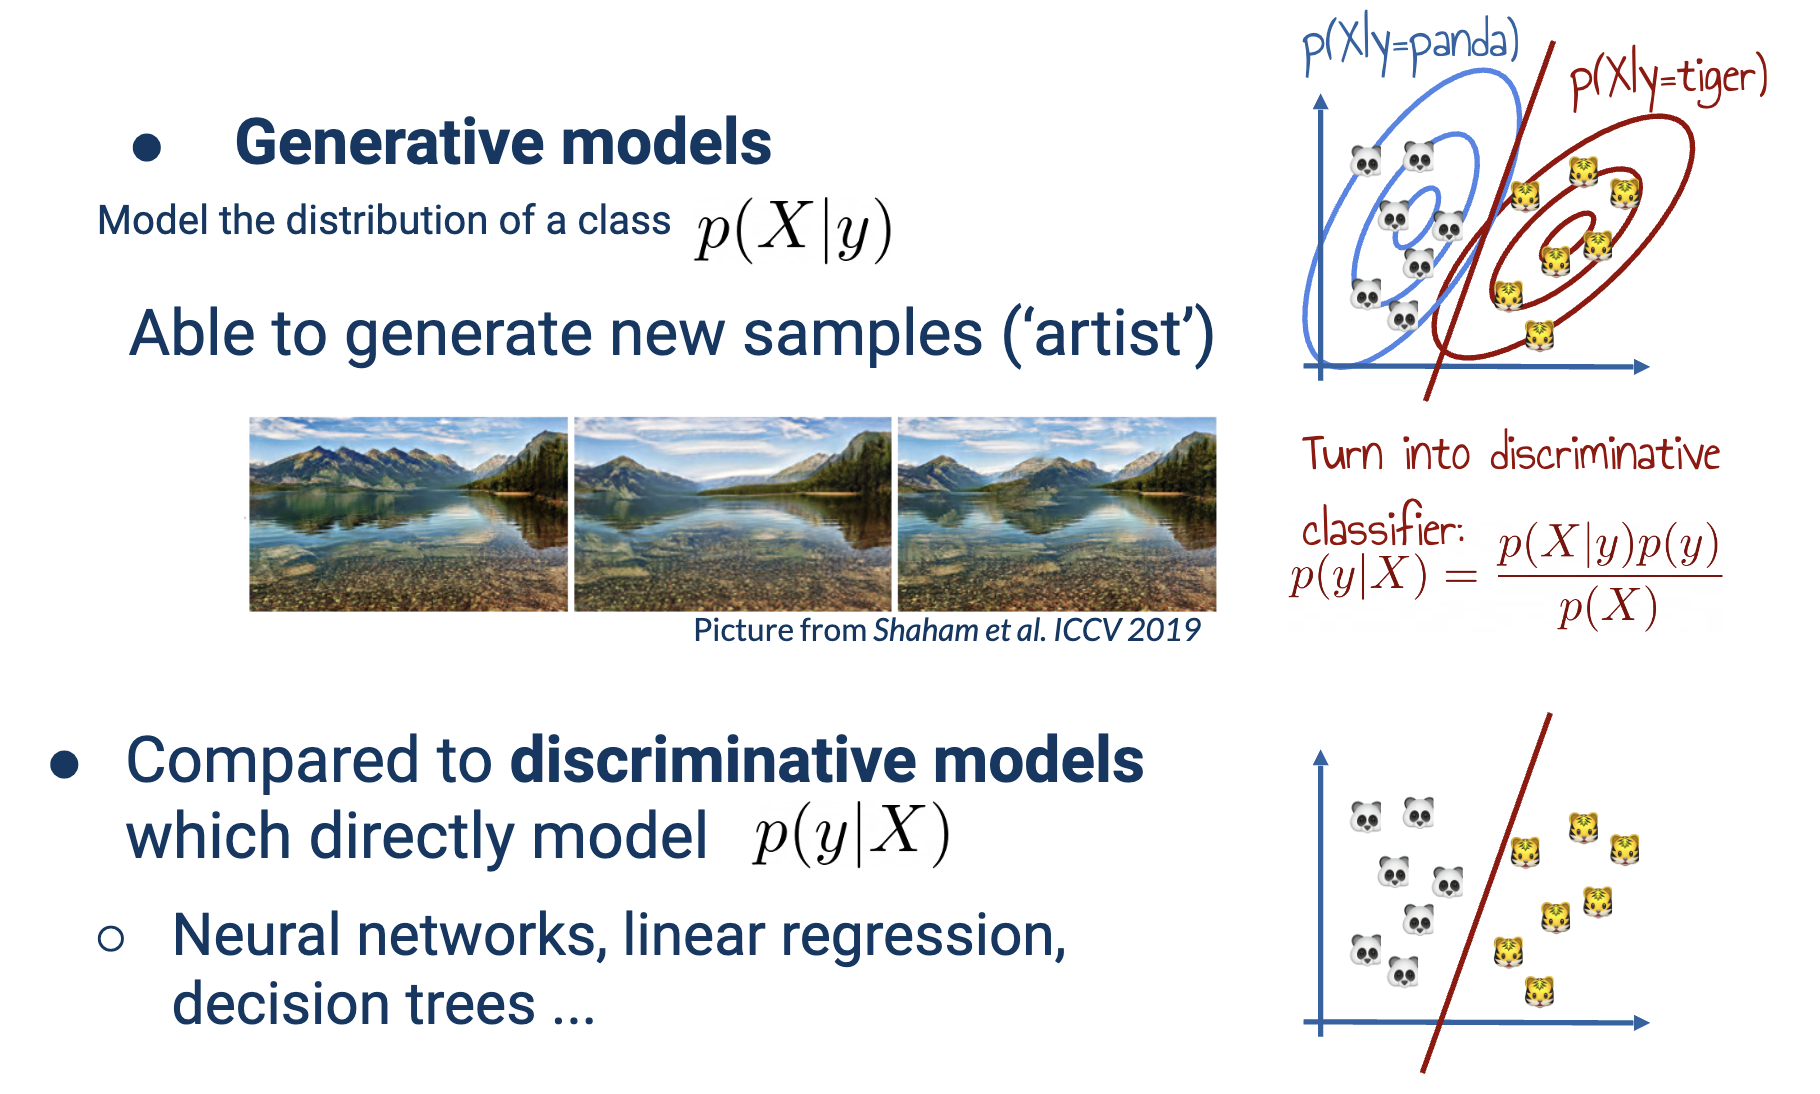 ● Generative models
Model the distribution of a class p(X|y)
Able to generate new samples (‘artist’)
Picture from Shaham et al. ICCV 2019
p(X|y=panda)
p(X|y=tiger)
Turn into discriminative
classifier:
p(y|X) = p(X|y)p(y) / p(X)
● Compared to discriminative models
which directly model p(y|X)
○ Neural networks, linear regression,
decision trees ...